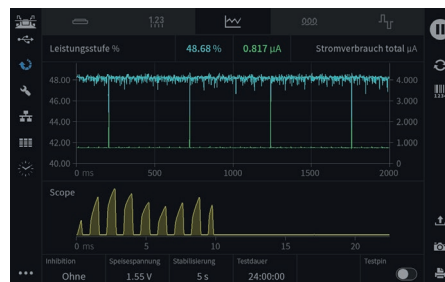 1.23
000
Leistungsstufe % 48.68 % 0.817 µA Stromverbrauch total µA
48.00 4.000
46.00 3.000
44.00 2.000
42.00 1.000
40.00 0
0 ms 500 1000 1500 2000
Scope
0 ms 5 10 15 20
Inhibition Speisespannung Stabilisierung Testdauer Testpin
Ohne 1.55 V 5 s 24:00:00